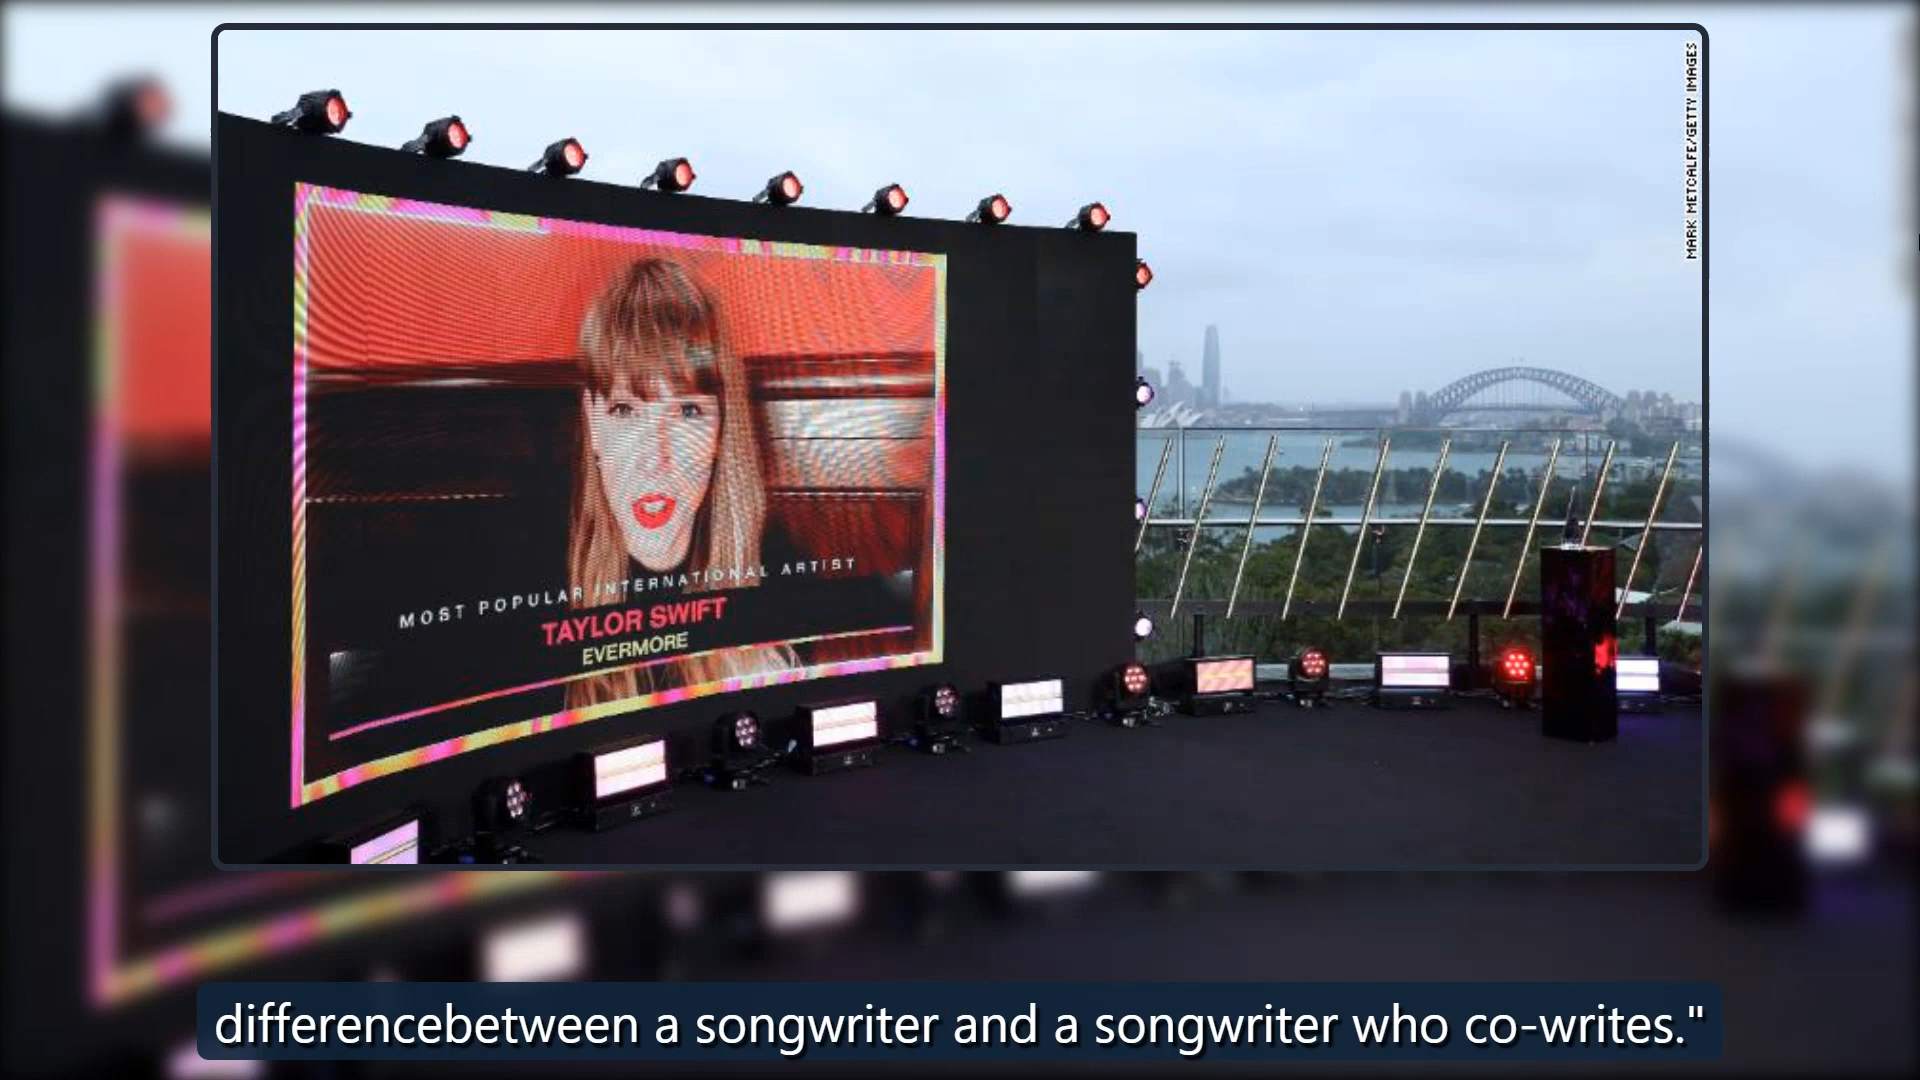 MARK METCALFE/GETTY IMAGES
MOST POPULAR INTERNATIONAL ARTIST
TAYLOR SWIFT
EVERMORE
differencebetween a songwriter and a songwriter who co-writes."